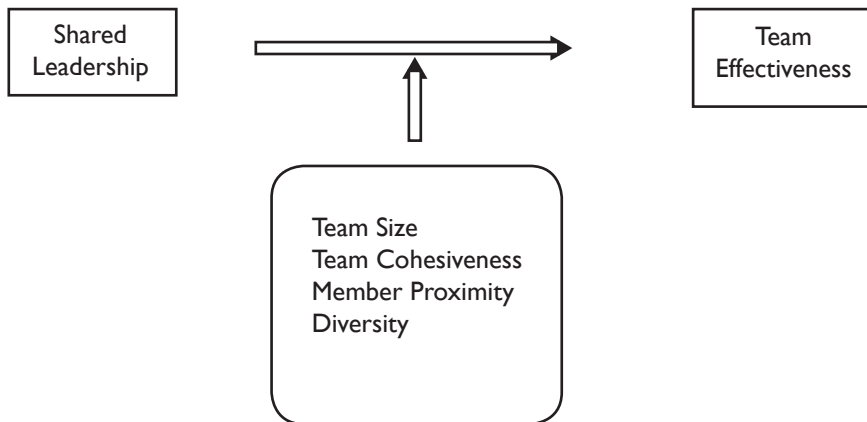 Shared
Leadership
Team
Effectiveness
Team Size
Team Cohesiveness
Member Proximity
Diversity